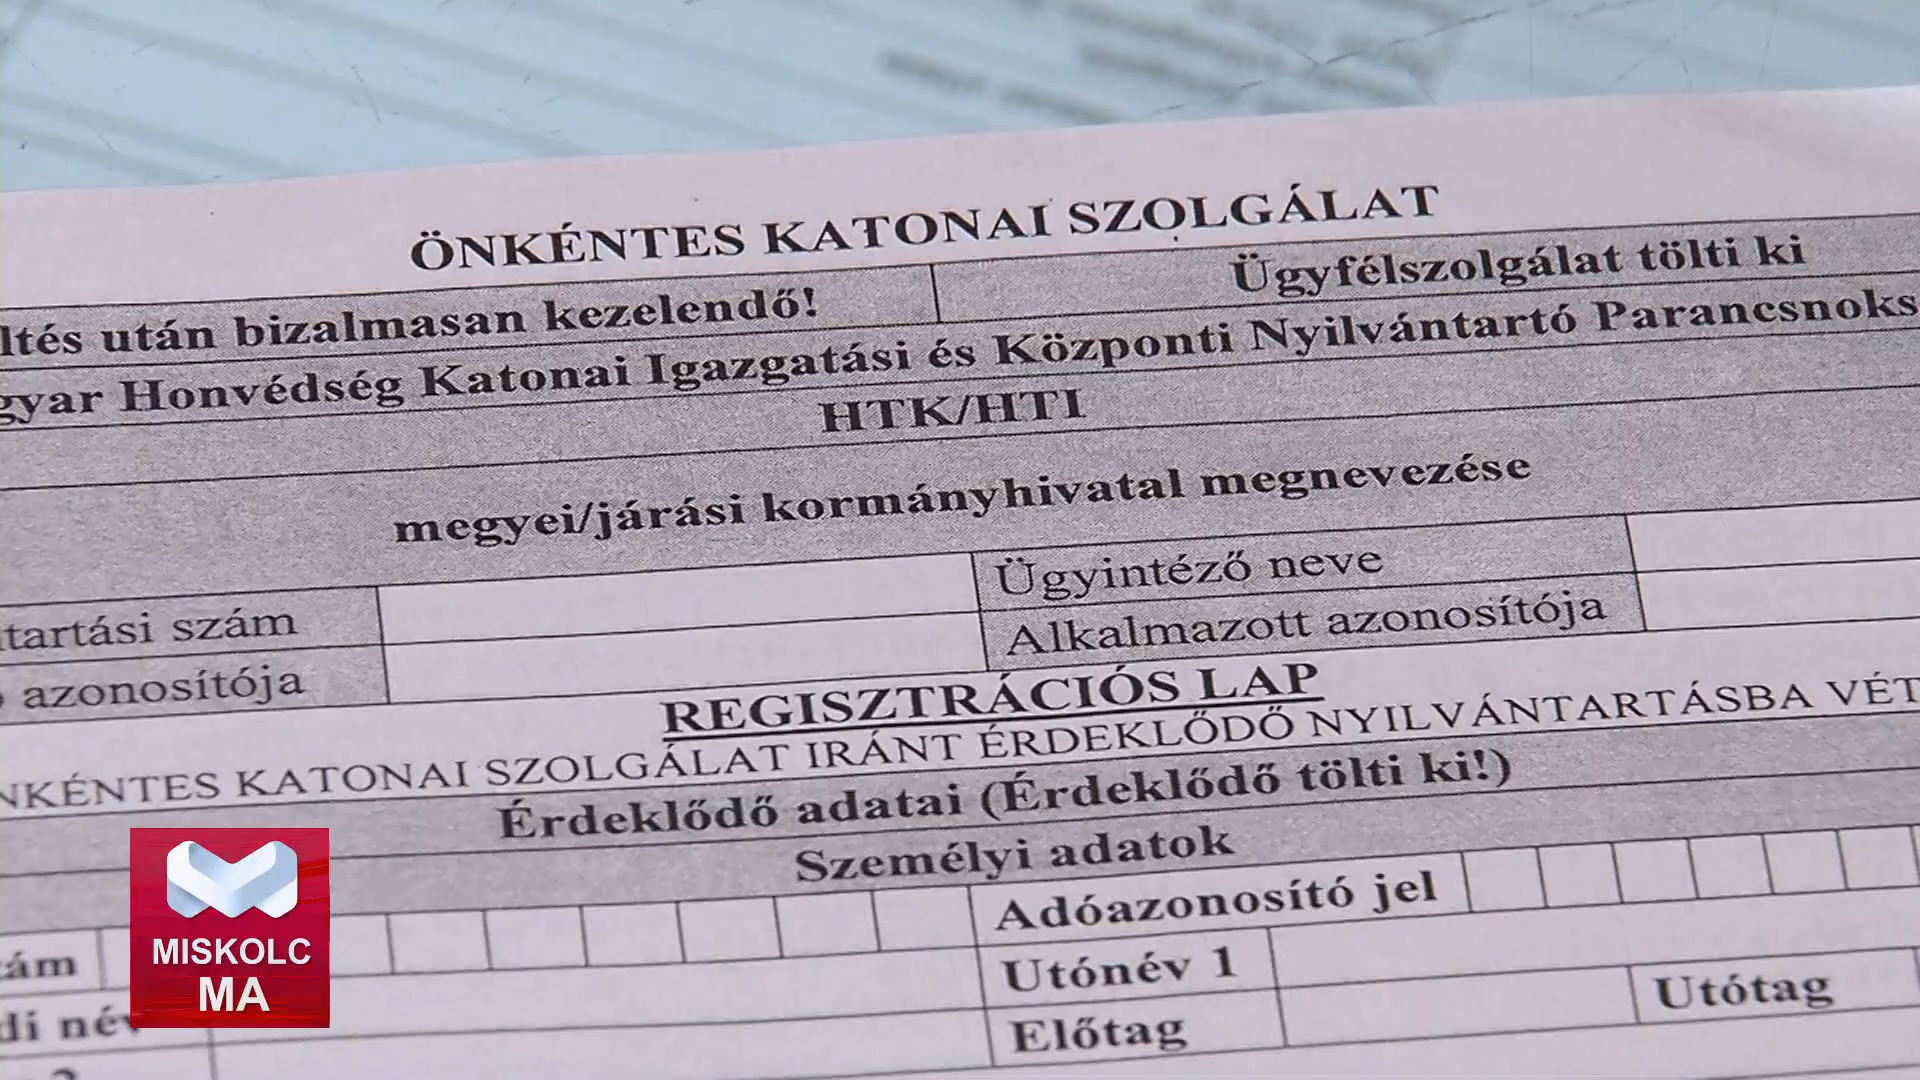 ÖNKÉNTES KATONAI SZOLGÁLAT
ltés után bizalmasan kezelendő!
Ügyfélszolgálat tölti ki
gyar Honvédség Katonai Igazgatási és Központi Nyilvántartó Parancsnoks
HTK/HTI
megyei/járási kormányhivatal megnevezése
tartási szám
Ügyintéző neve
azonosítója
Alkalmazott azonosítója
REGISZTRÁCIÓS LAP
NKÉNTES KATONAI SZOLGÁLAT IRÁNT ÉRDEKLŐDŐ NYILVÁNTARTÁSBA VÉT
Érdeklődő adatai (Érdeklődő tölti ki!)
Személyi adatok
ám
Adóazonosító jel
di név
Utónév 1
Előtag
Utótag
MISKOLC
MA